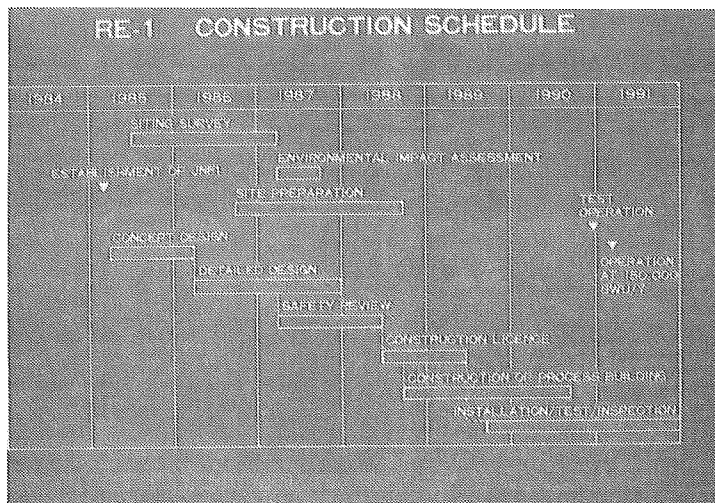 RE-1 CONSTRUCTION SCHEDULE
1984 1985 1986 1987 1988 1989 1990 1991
SITING SURVEY
ENVIRONMENTAL IMPACT ASSESSMENT
ESTABLISHMENT OF JNFI
SITE PREPARATION
TEST
OPERATION
CONCEPT DESIGN
OPERATION
AT 150,000
SWU/Y
DETAILED DESIGN
SAFETY REVIEW
CONSTRUCTION LICENCE
CONSTRUCTION OF PROCESS BUILDING
INSTALLATION/TEST/INSPECTION